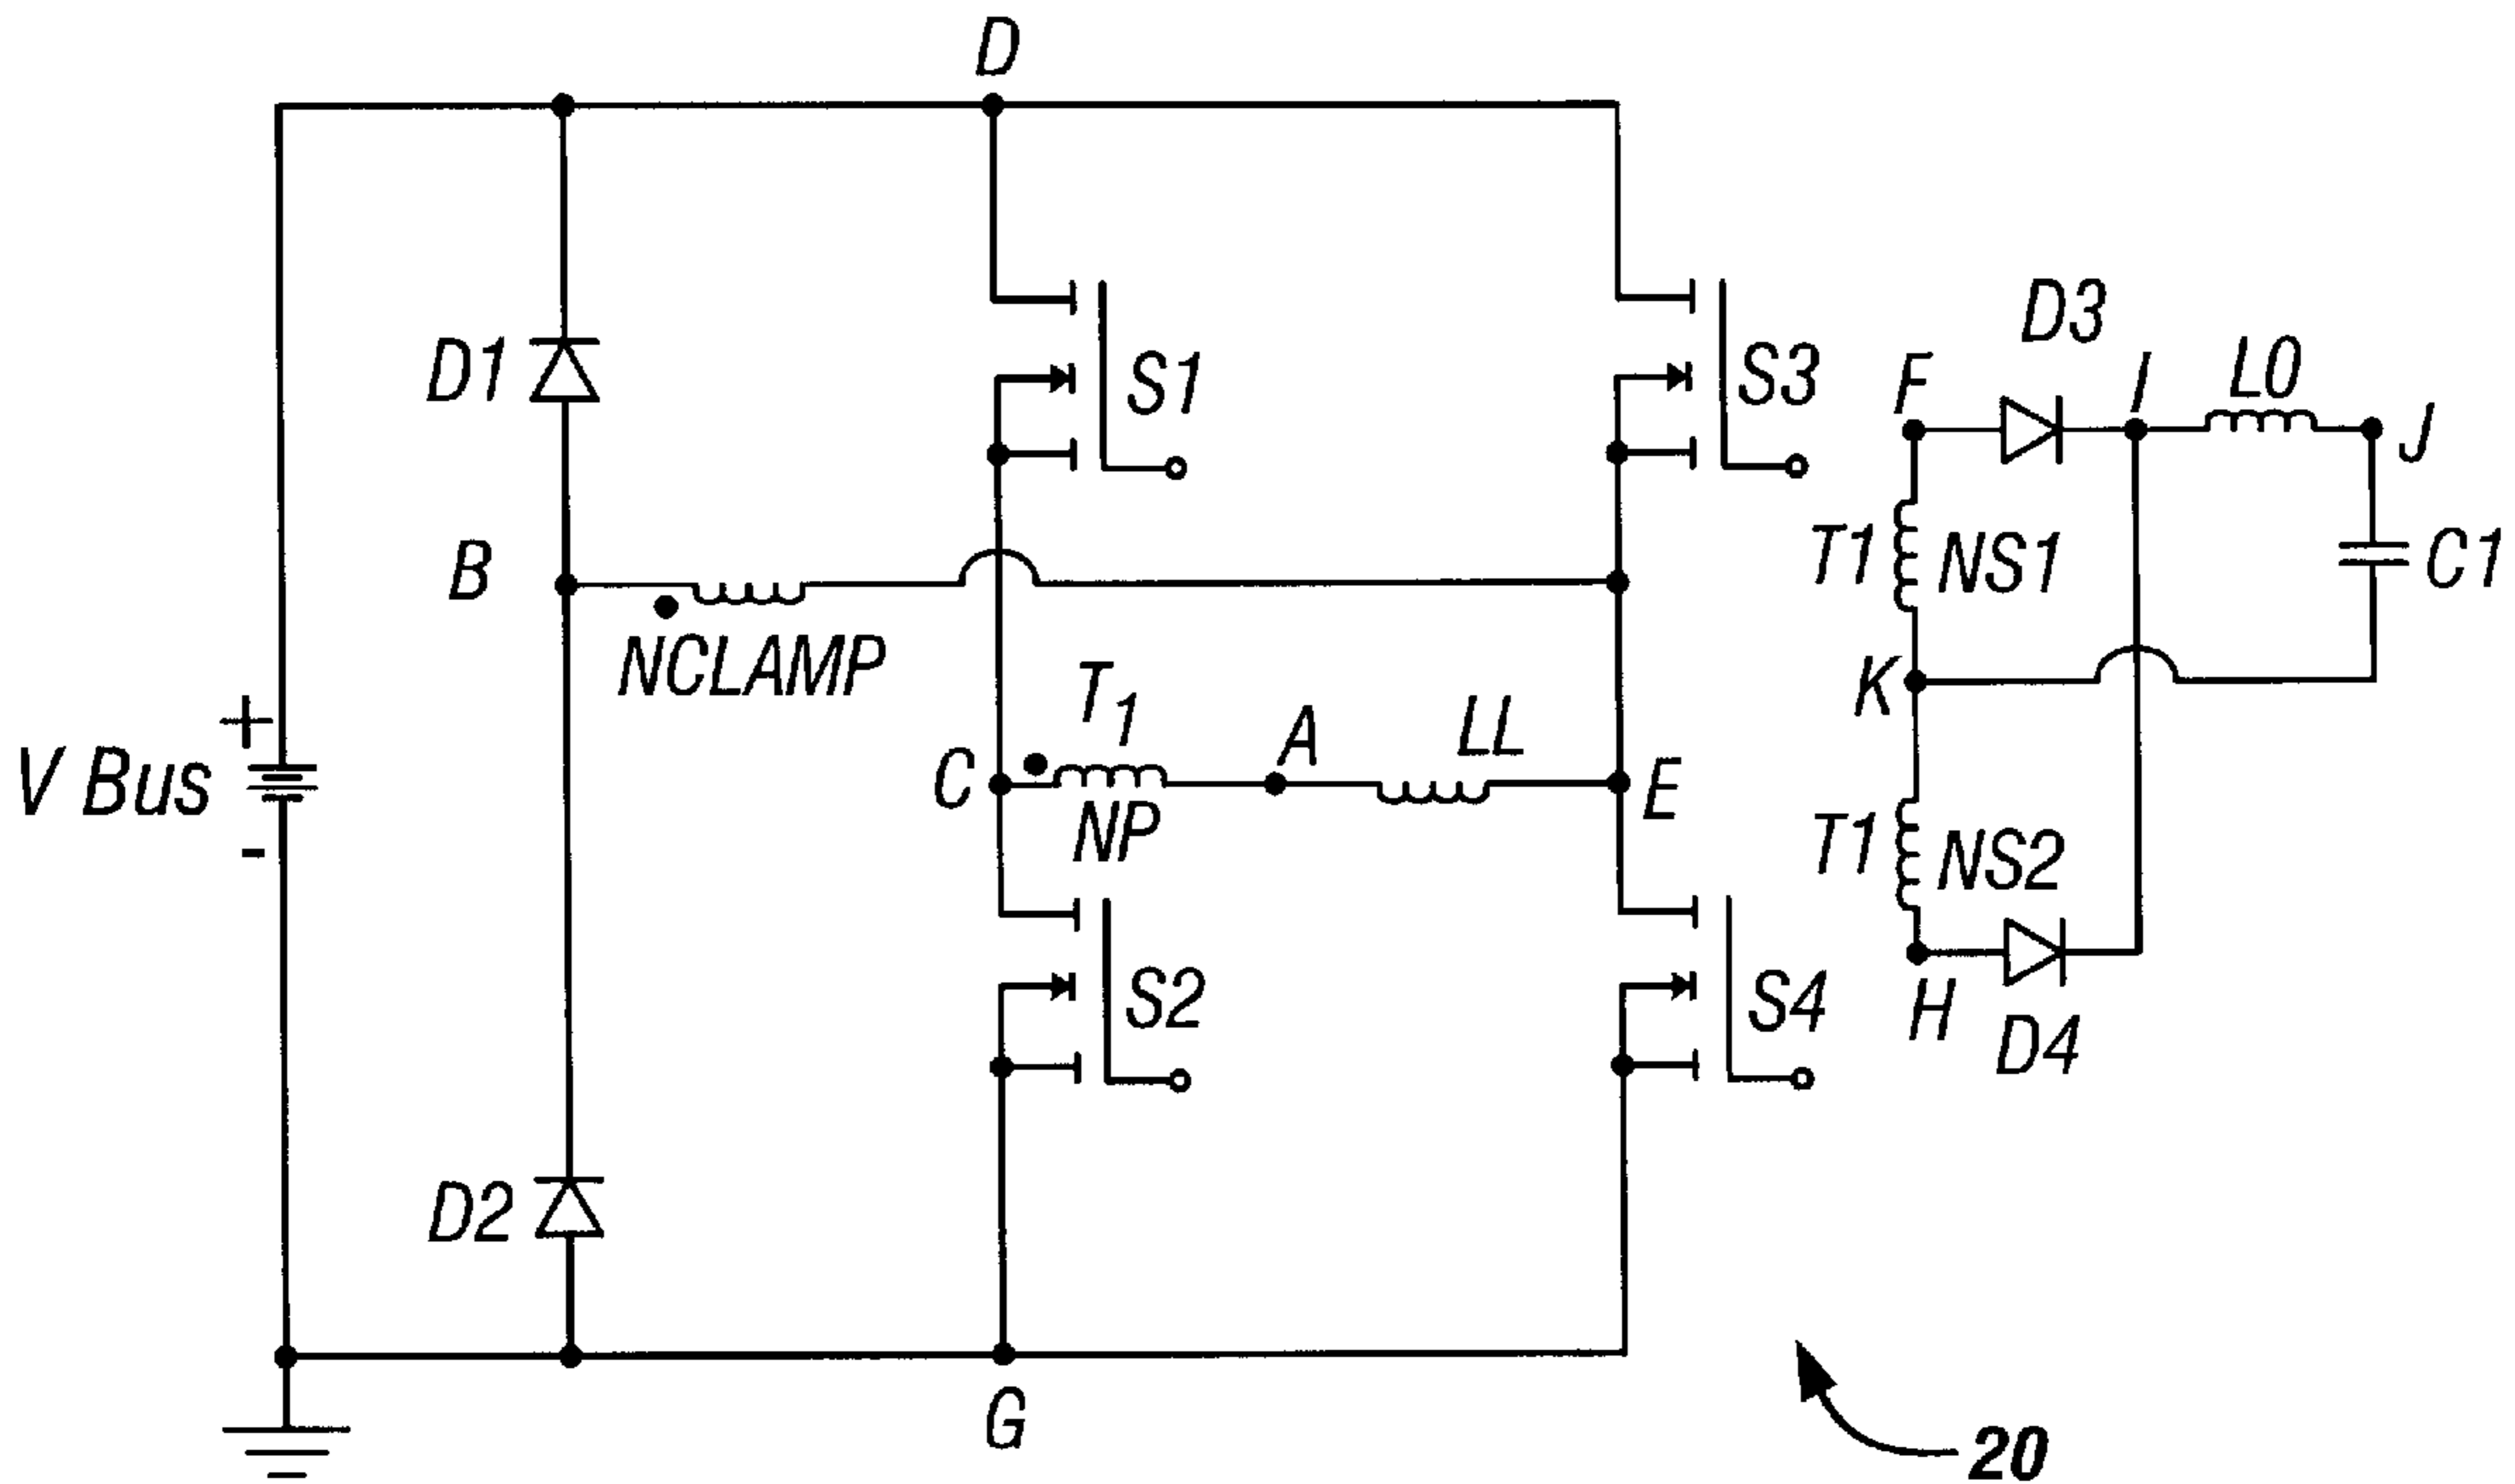 D
D1
S1
S3
D3
F
I
LO
J
B
NCLAMP
T1
NS1
C1
K
+
V Bus
-
C
T1
NP
A
LL
E
T1
NS2
S2
S4
H
D4
D2
G
20